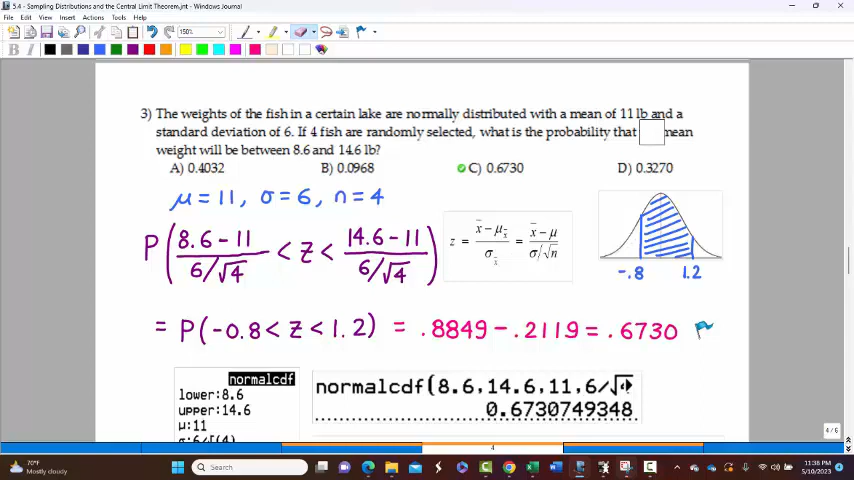 5.4 - Sampling Distributions and the Central Limit Theorem.jnt - Windows Journal
File Edit View Insert Actions Tools Help
150%
B I
3) The weights of the fish in a certain lake are normally distributed with a mean of 11 lb and a
standard deviation of 6. If 4 fish are randomly selected, what is the probability that mean
weight will be between 8.6 and 14.6 lb?
A) 0.4032 B) 0.0968 C) 0.6730 D) 0.3270
μ = 11, σ = 6, n = 4
P( (8.6 - 11)/(6/√4) < z < (14.6 - 11)/(6/√4) )
z = (x̄ - μx̄)/σx̄ = (x̄ - μ)/(σ/√n)
-.8 1.2
= P(-0.8 < z < 1.2) = .8849 - .2119 = .6730
normalcdf
lower:8.6
upper:14.6
μ:11
σ:6/√(4)
normalcdf(8.6,14.6,11,6/√
0.6730749348
4 / 6
4
70°F
Mostly cloudy
Search
11:38 PM
5/10/2023